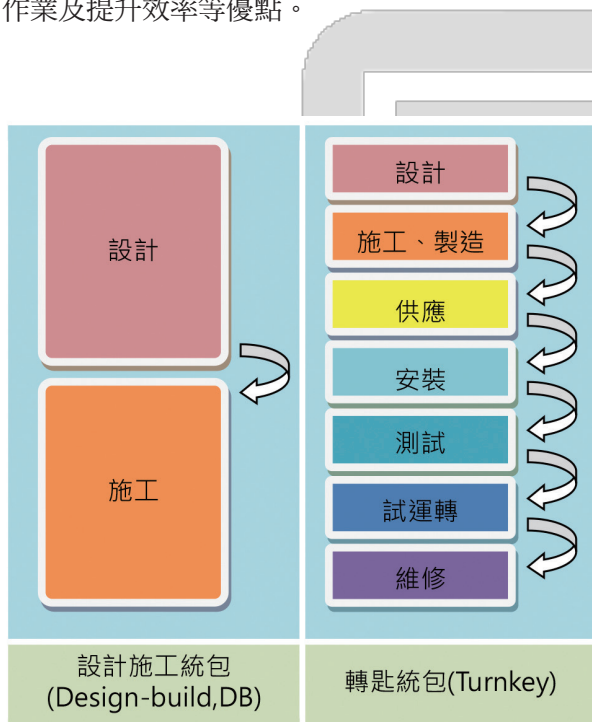 作業及提升效率等優點。
設計
施工
設計施工統包
(Design-build,DB)
設計
施工、製造
供應
安裝
測試
試運轉
維修
轉匙統包(Turnkey)